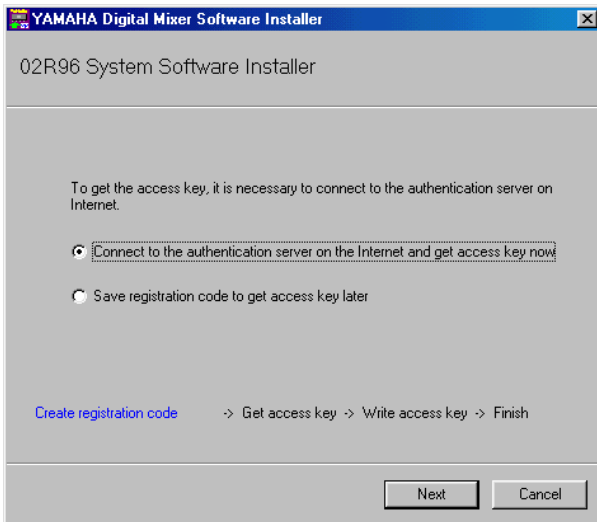 YAMAHA Digital Mixer Software Installer
02R96 System Software Installer
To get the access key, it is necessary to connect to the authentication server on
Internet.
Connect to the authentication server on the Internet and get access key now
Save registration code to get access key later
Create registration code -> Get access key -> Write access key -> Finish
Next Cancel